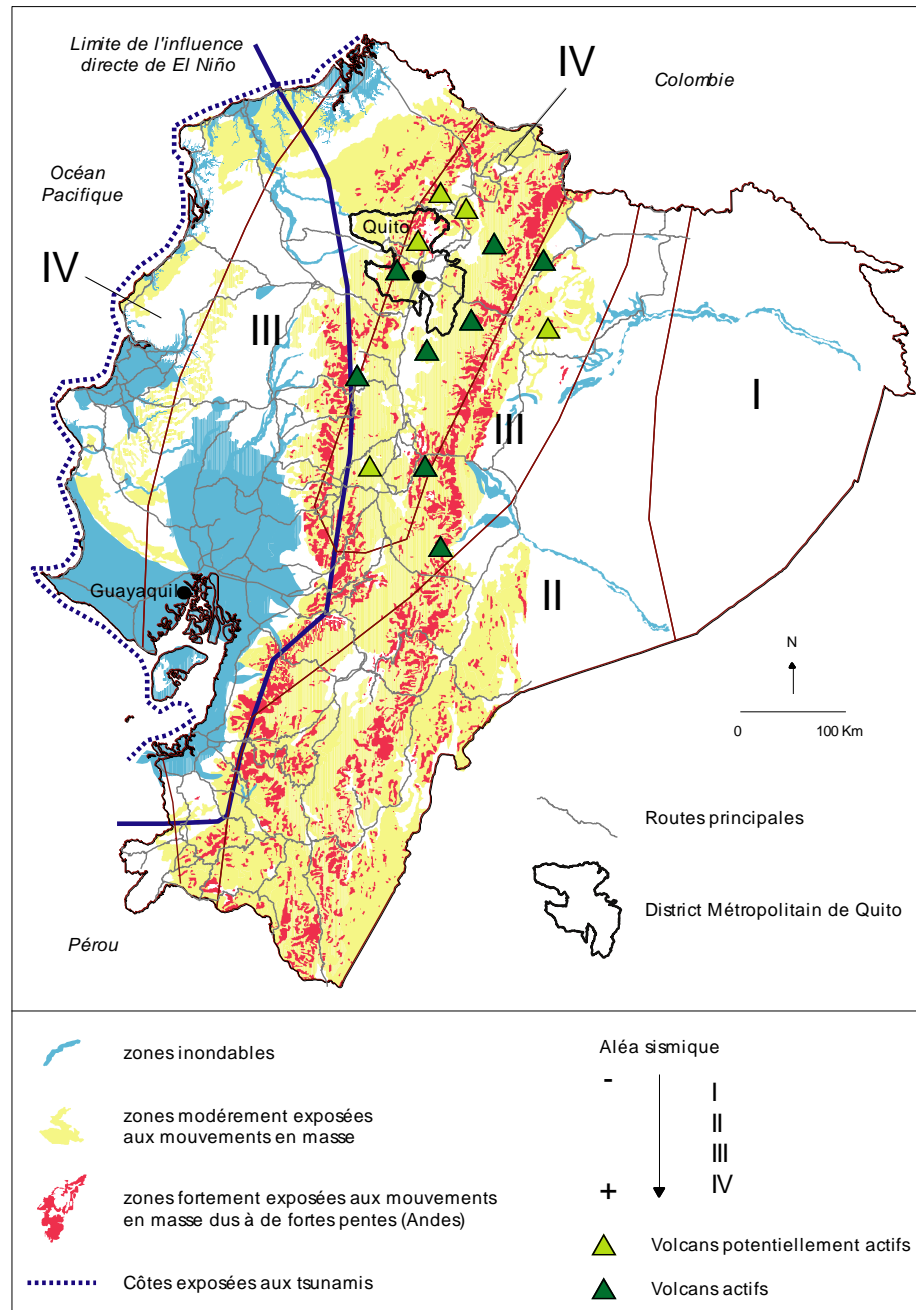 Limite de l'influence
directe de El Niño
IV
Colombie
Océan
Pacifique
Quito
IV
III
I
III
II
Guayaquil
N
0 100 Km
Routes principales
District Métropolitain de Quito
Pérou
zones inondables
zones modérement exposées
aux mouvements en masse
zones fortement exposées aux mouvements
en masse dus à de fortes pentes (Andes)
Côtes exposées aux tsunamis
Aléa sismique
-
I
II
III
IV
+
Volcans potentiellement actifs
Volcans actifs